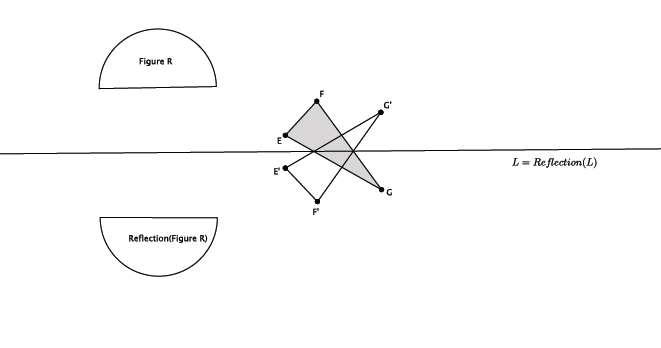 Figure R
F
G'
E
L = Reflection(L)
E'
G
F'
Reflection(Figure R)